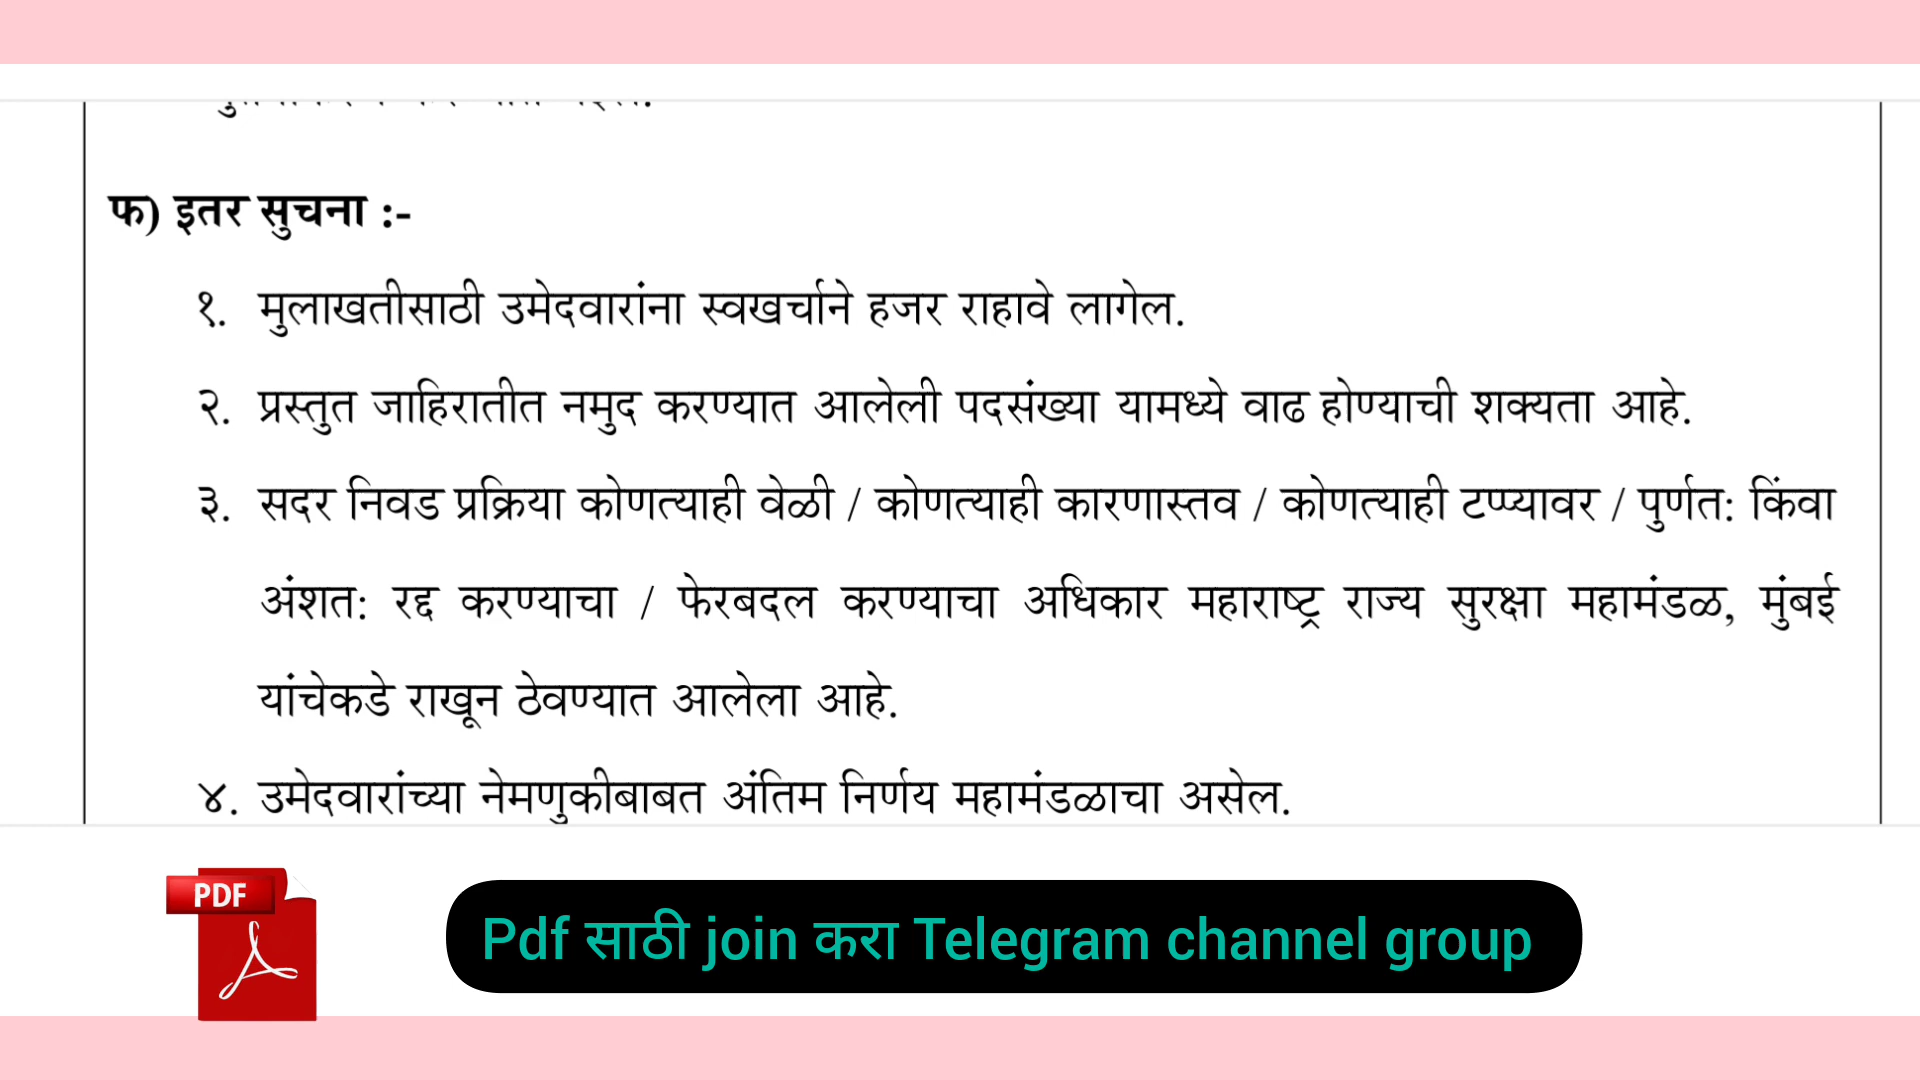 फ) इतर सुचना :-
१. मुलाखतीसाठी उमेदवारांना स्वखर्चाने हजर राहावे लागेल.
२. प्रस्तुत जाहिरातीत नमुद करण्यात आलेली पदसंख्या यामध्ये वाढ होण्याची शक्यता आहे.
३. सदर निवड प्रक्रिया कोणत्याही वेळी / कोणत्याही कारणास्तव / कोणत्याही टप्प्यावर / पुर्णत: किंवा
अंशत: रद्द करण्याचा / फेरबदल करण्याचा अधिकार महाराष्ट्र राज्य सुरक्षा महामंडळ, मुंबई
यांचेकडे राखून ठेवण्यात आलेला आहे.
४. उमेदवारांच्या नेमणुकीबाबत अंतिम निर्णय महामंडळाचा असेल.
PDF
Pdf साठी join करा Telegram channel group